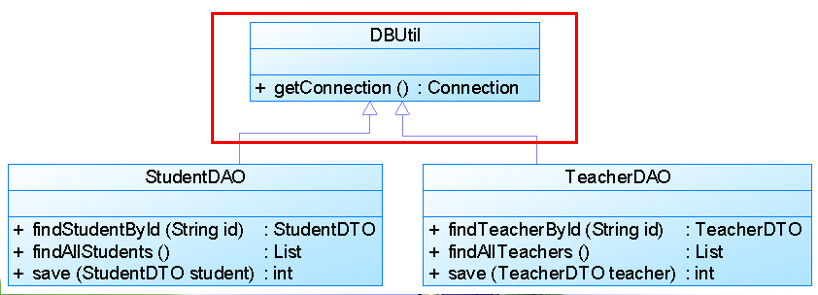 DBUtil
+ getConnection () : Connection
StudentDAO
+ findStudentById (String id) : StudentDTO
+ findAllStudents () : List
+ save (StudentDTO student) : int
TeacherDAO
+ findTeacherById (String id) : TeacherDTO
+ findAllTeachers () : List
+ save (TeacherDTO teacher) : int